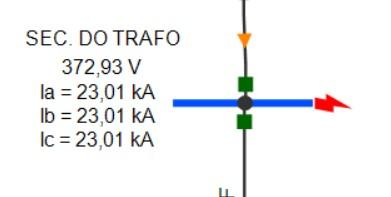 SEC. DO TRAFO
372,93 V
Ia = 23,01 kA
Ib = 23,01 kA
Ic = 23,01 kA